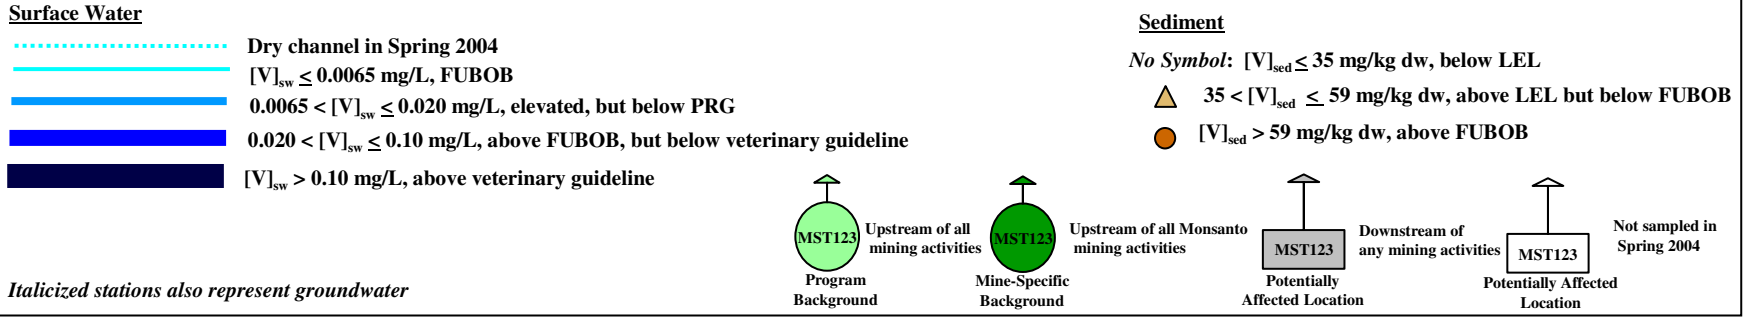 Surface Water
Dry channel in Spring 2004
[V]sw ≤ 0.0065 mg/L, FUBOB
0.0065 < [V]sw ≤ 0.020 mg/L, elevated, but below PRG
0.020 < [V]sw ≤ 0.10 mg/L, above FUBOB, but below veterinary guideline
[V]sw > 0.10 mg/L, above veterinary guideline
Italicized stations also represent groundwater
Sediment
No Symbol: [V]sed ≤ 35 mg/kg dw, below LEL
35 < [V]sed ≤ 59 mg/kg dw, above LEL but below FUBOB
[V]sed > 59 mg/kg dw, above FUBOB
MST123
Upstream of all
mining activities
Program
Background
MST123
Upstream of all Monsanto
mining activities
Mine-Specific
Background
MST123
Downstream of
any mining activities
Potentially
Affected Location
MST123
Not sampled in
Spring 2004
Potentially Affected
Location